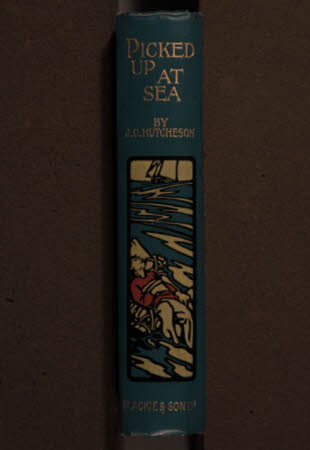 PICKED
UP AT
SEA
BY
J.C. HUTCHESON
BLACKIE & SON LTD